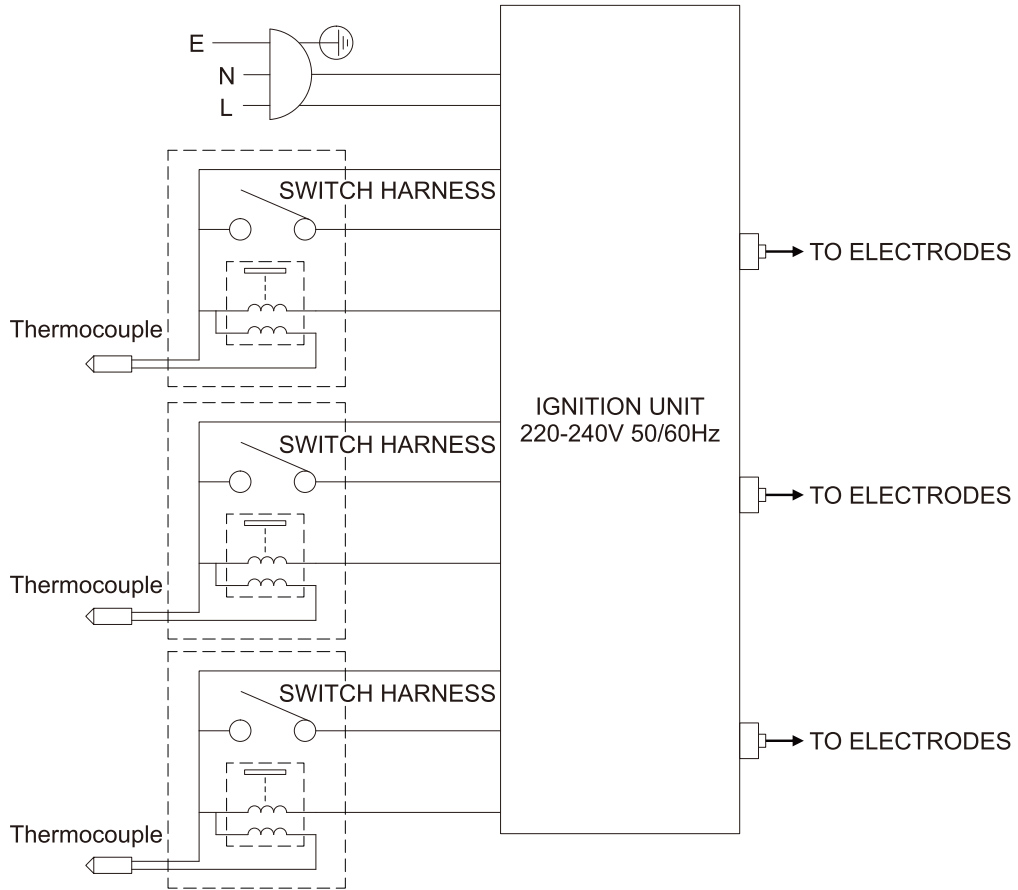 E
N
L
SWITCH HARNESS
TO ELECTRODES
Thermocouple
IGNITION UNIT
220-240V 50/60Hz
SWITCH HARNESS
TO ELECTRODES
Thermocouple
SWITCH HARNESS
TO ELECTRODES
Thermocouple